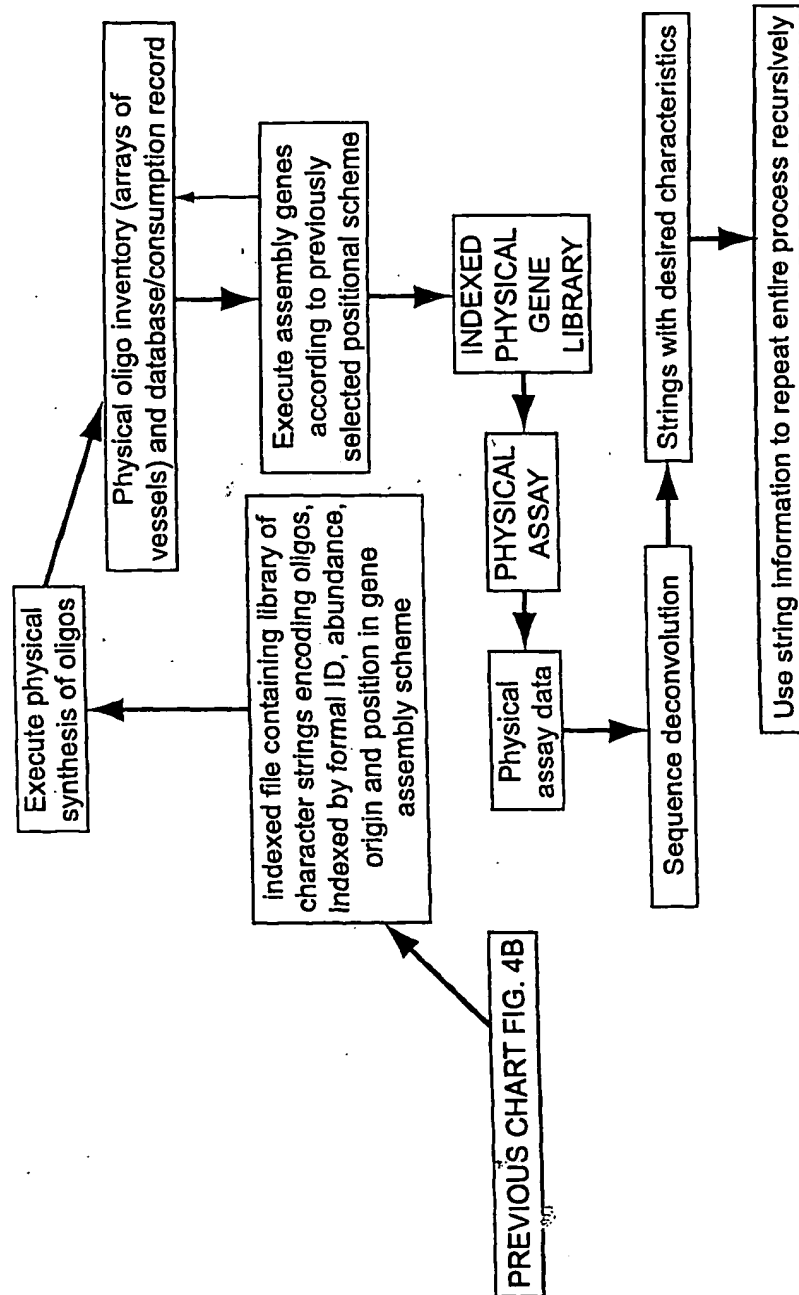 PREVIOUS CHART FIG. 4B
indexed file containing library of
character strings encoding oligos,
Indexed by formal ID, abundance,
origin and position in gene
assembly scheme
Execute physical
synthesis of oligos
Physical oligo inventory (arrays of
vessels) and database/consumption record
Execute assembly genes
according to previously
selected positional scheme
INDEXED
PHYSICAL
GENE
LIBRARY
PHYSICAL
ASSAY
Physical
assay data
Sequence deconvolution
Strings with desired characteristics
Use string information to repeat entire process recursively